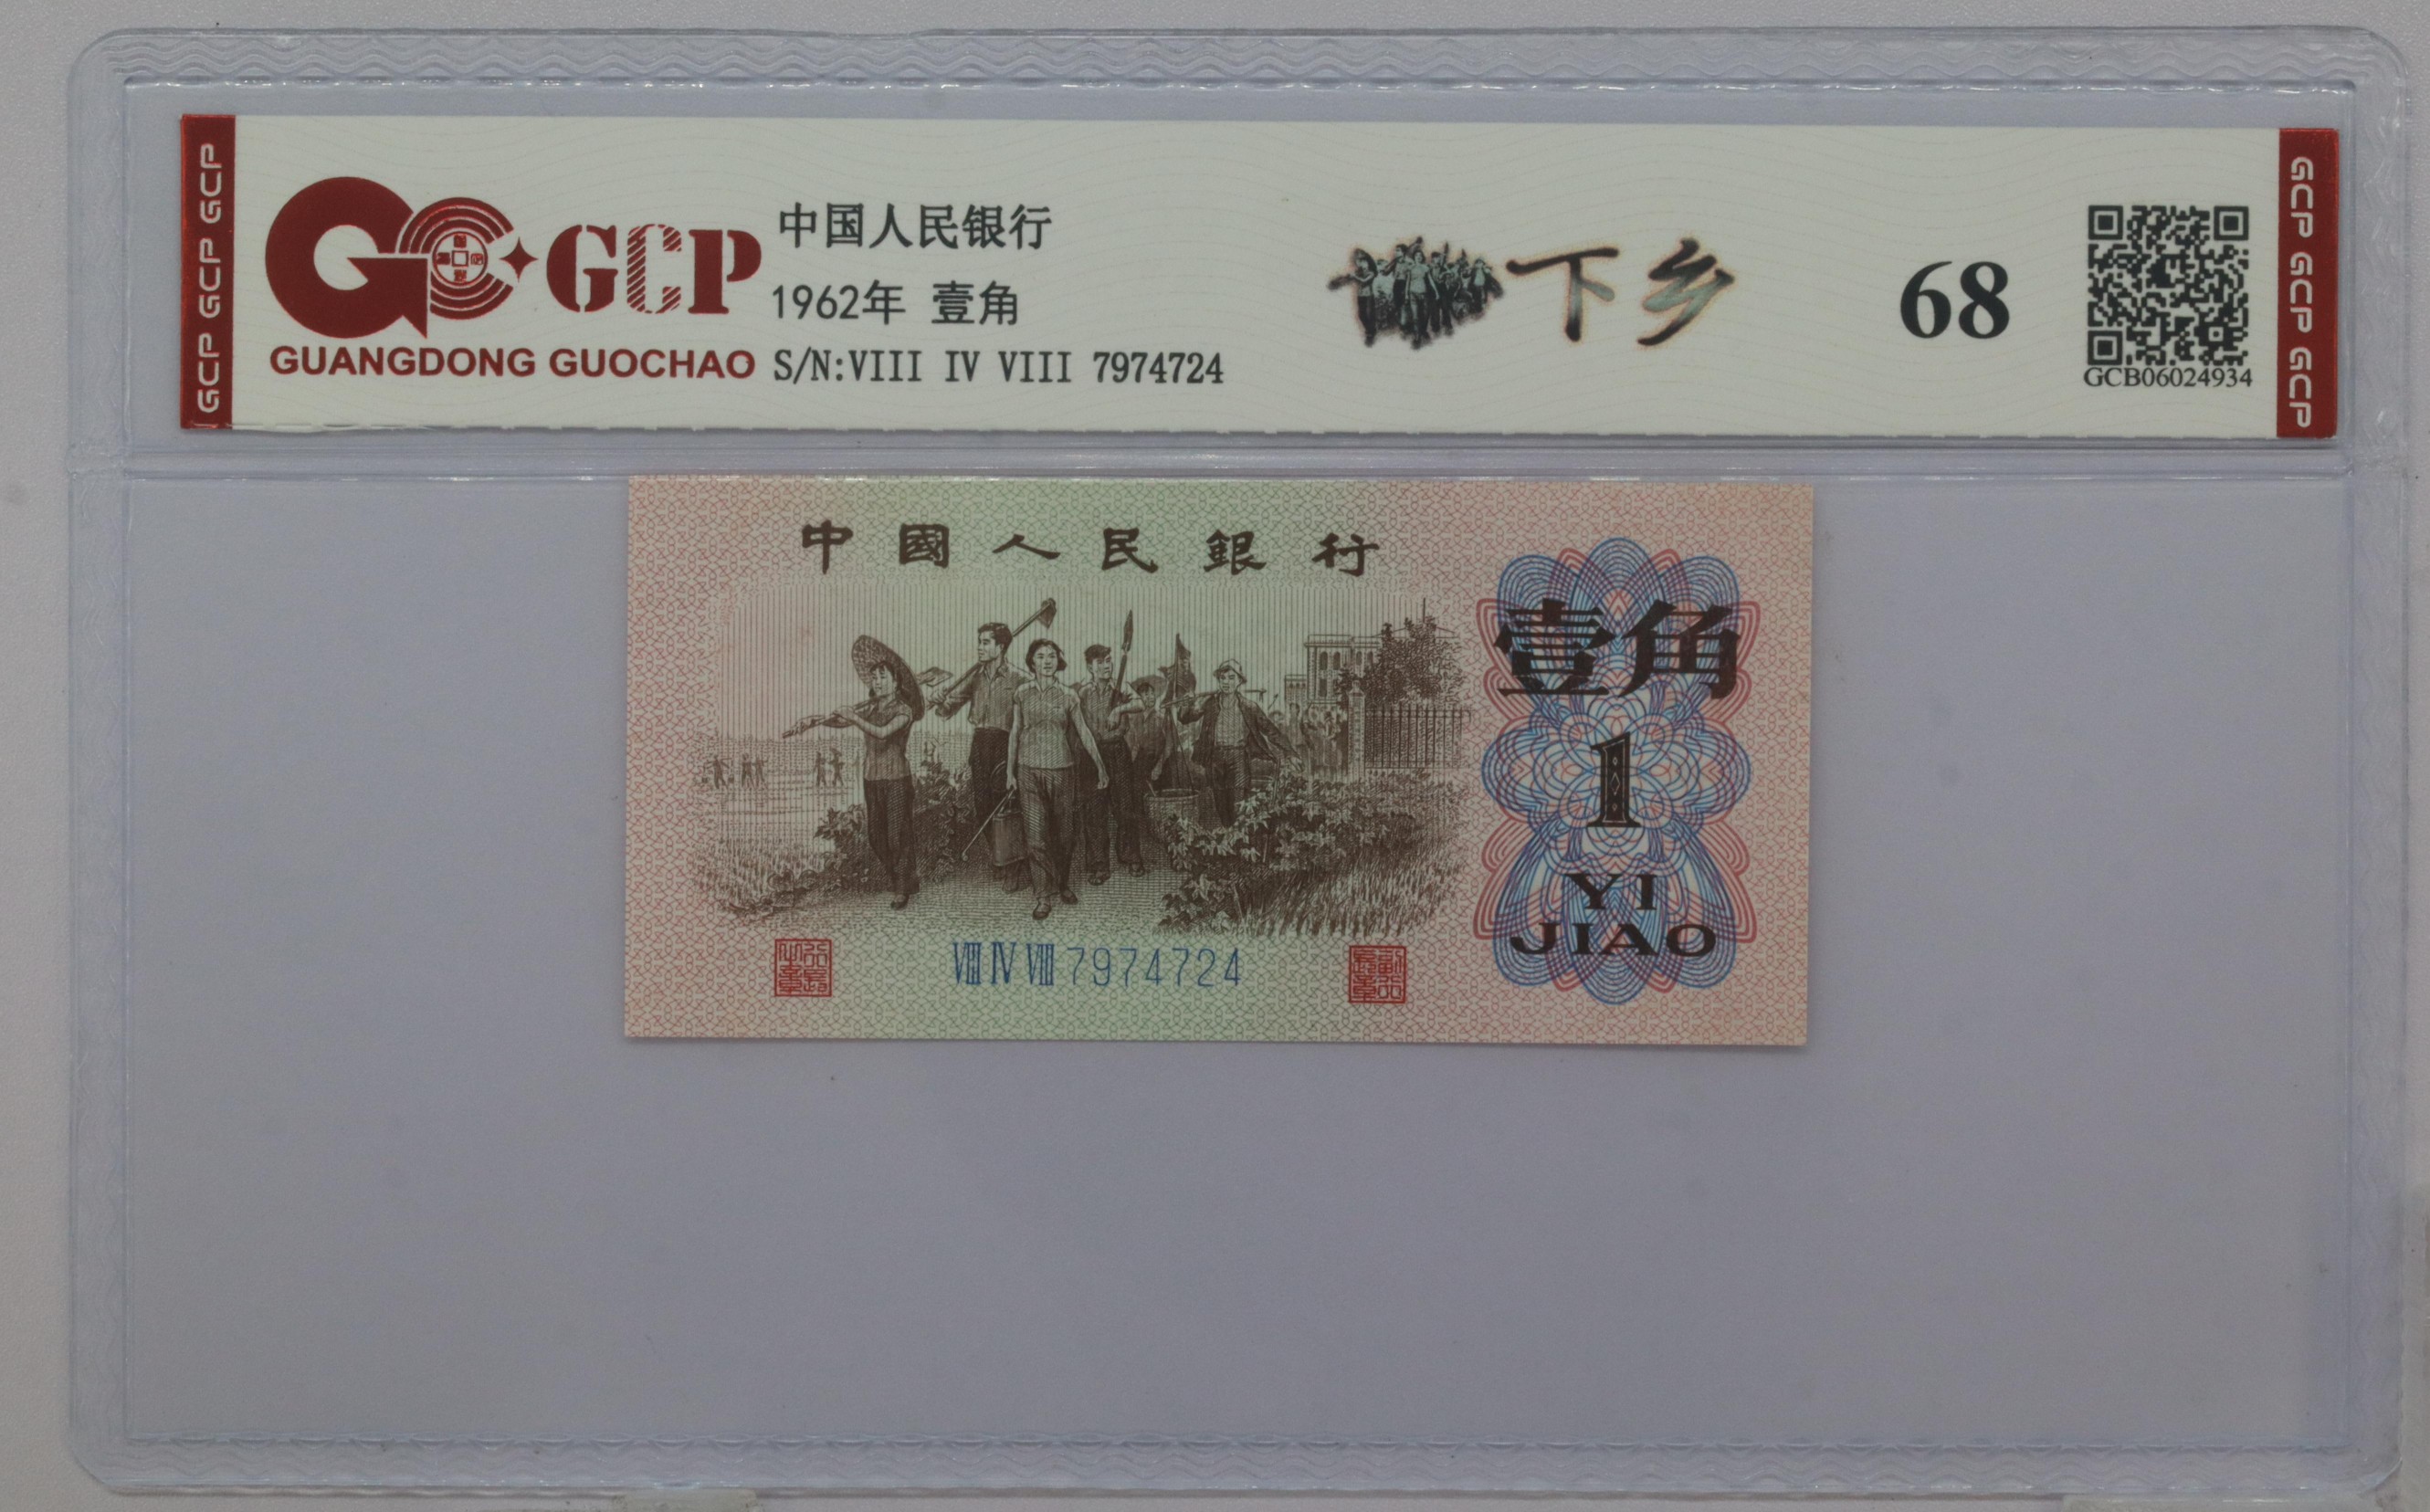 GCP GCP GCP
GCP
GUANGDONG GUOCHAO
中国人民银行
1962年 壹角
S/N:VIII IV VIII 7974724
下乡
68
GCB06024934
GCP GCP GCP
中國人民銀行
壹角
1
YI
JIAO
VIII IV VIII 7974724